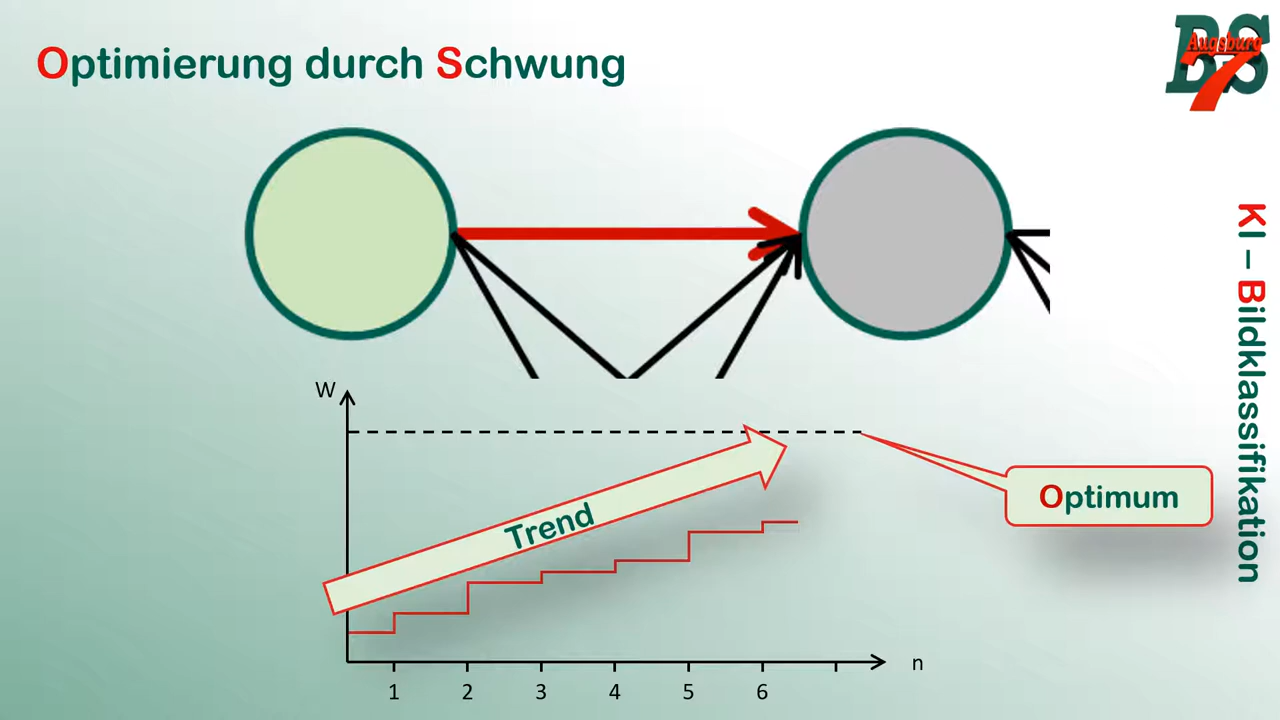 Optimierung durch Schwung
BS
Augsburg
7
KI – Bildklassifikation
W
Trend
Optimum
n
1 2 3 4 5 6